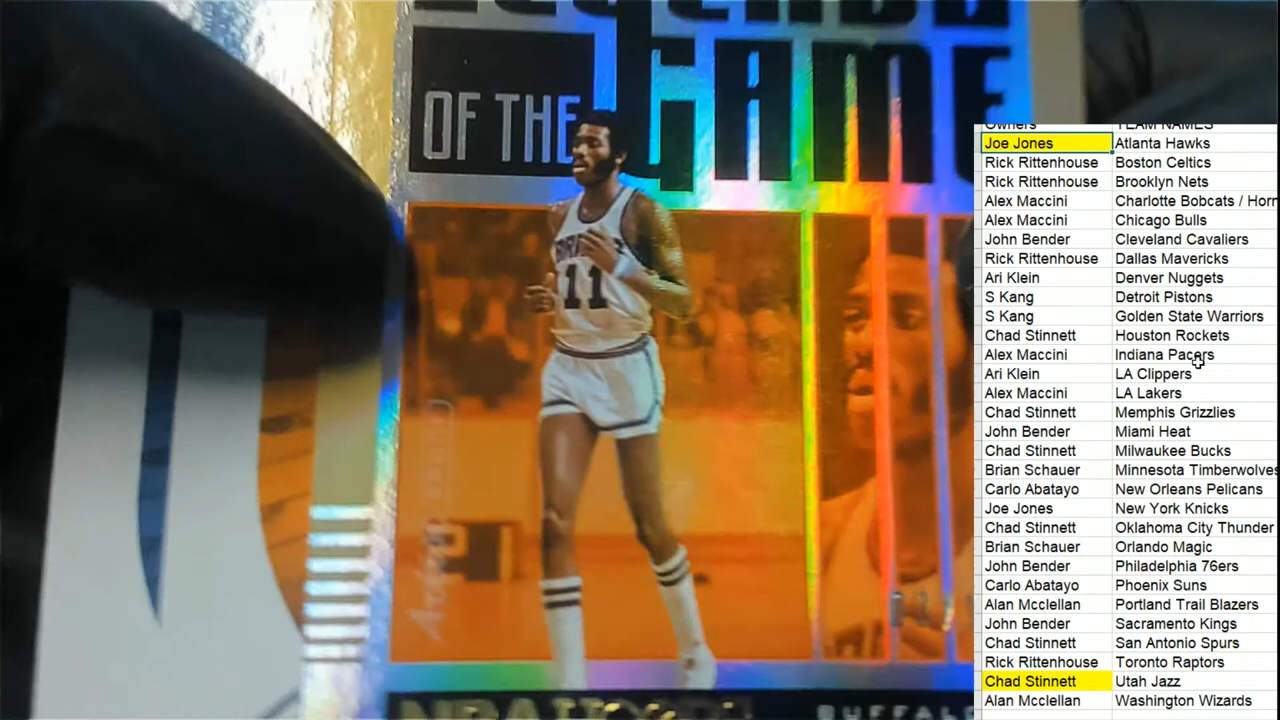 LEGENDS
OF THE GAME
11
BUFFALO
Owners TEAM NAMES
Joe Jones Atlanta Hawks
Rick Rittenhouse Boston Celtics
Rick Rittenhouse Brooklyn Nets
Alex Maccini Charlotte Bobcats / Horn
Alex Maccini Chicago Bulls
John Bender Cleveland Cavaliers
Rick Rittenhouse Dallas Mavericks
Ari Klein Denver Nuggets
S Kang Detroit Pistons
S Kang Golden State Warriors
Chad Stinnett Houston Rockets
Alex Maccini Indiana Pacers
Ari Klein LA Clippers
Alex Maccini LA Lakers
Chad Stinnett Memphis Grizzlies
John Bender Miami Heat
Chad Stinnett Milwaukee Bucks
Brian Schauer Minnesota Timberwolves
Carlo Abatayo New Orleans Pelicans
Joe Jones New York Knicks
Chad Stinnett Oklahoma City Thunder
Brian Schauer Orlando Magic
John Bender Philadelphia 76ers
Carlo Abatayo Phoenix Suns
Alan Mcclellan Portland Trail Blazers
John Bender Sacramento Kings
Chad Stinnett San Antonio Spurs
Rick Rittenhouse Toronto Raptors
Chad Stinnett Utah Jazz
Alan Mcclellan Washington Wizards